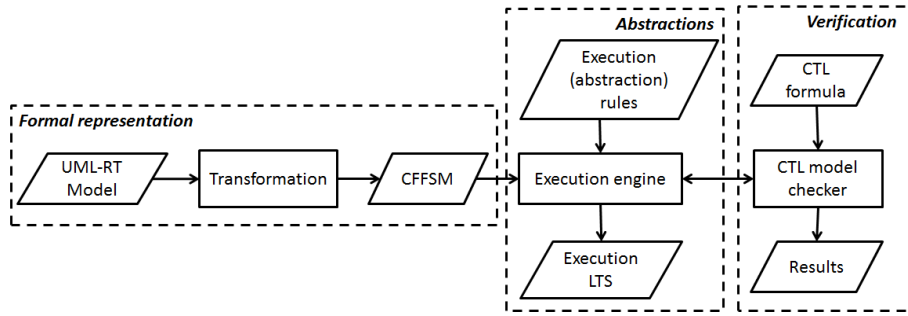 Formal representation
UML-RT
Model
Transformation
CFFSM
Abstractions
Execution
(abstraction)
rules
Execution engine
Execution
LTS
Verification
CTL
formula
CTL model
checker
Results